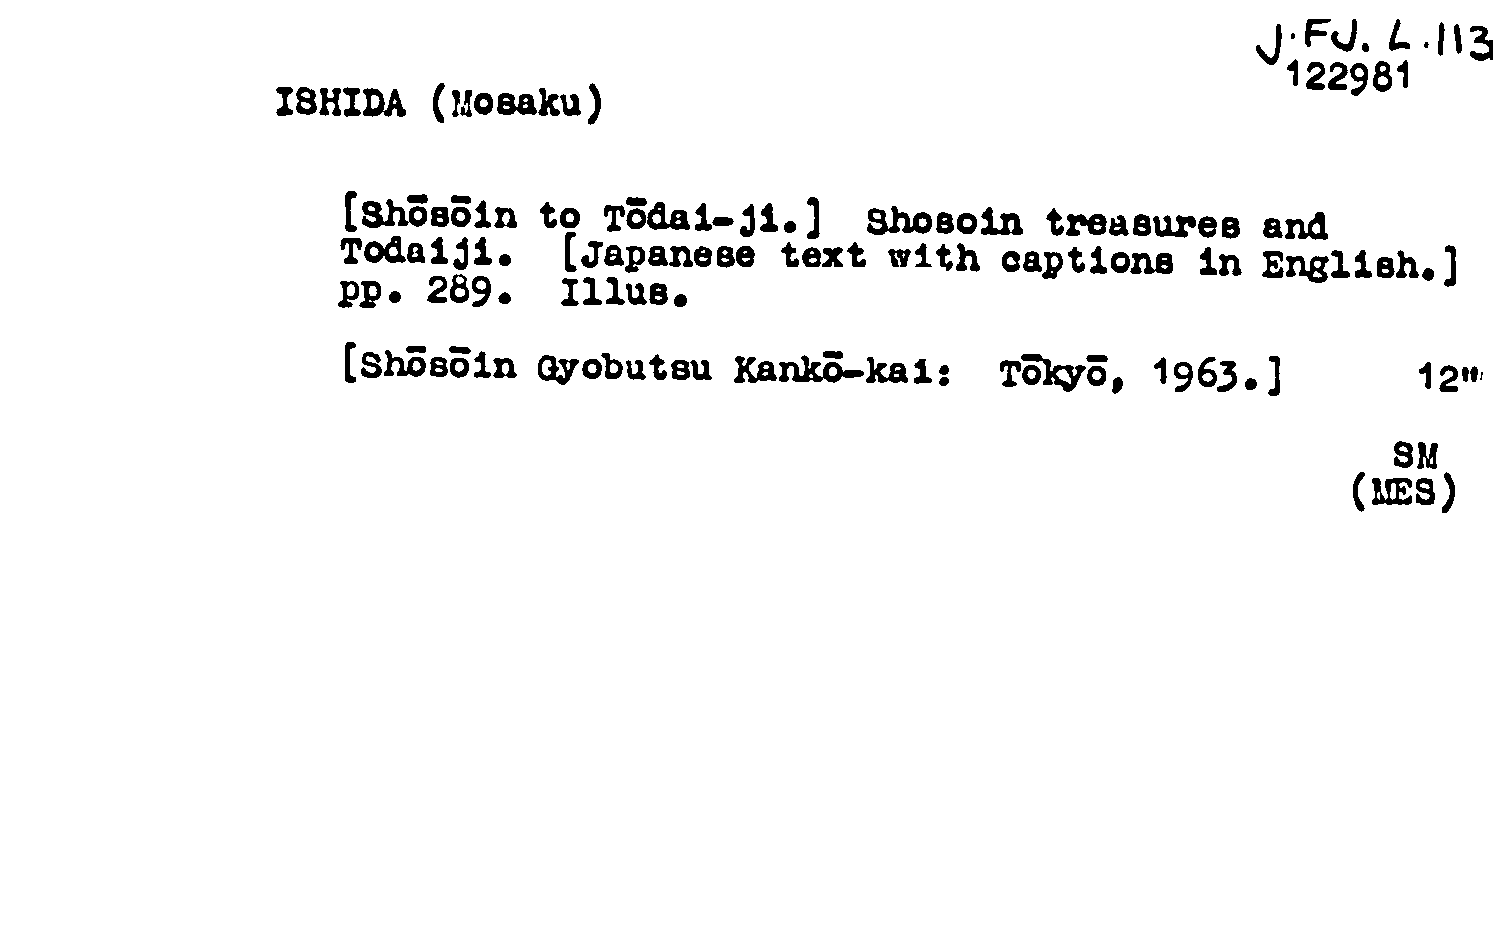 J.FJ. L.113
122981
ISHIDA (Mosaku)
[Shōsōin to Tōdai-ji.] Shosoin treasures and
Todaiji. [Japanese text with captions in English.]
pp. 289. Illus.
[Shōsōin Gyobutsu Kankō-kai: Tōkyō, 1963.] 12"
SM
(MES)